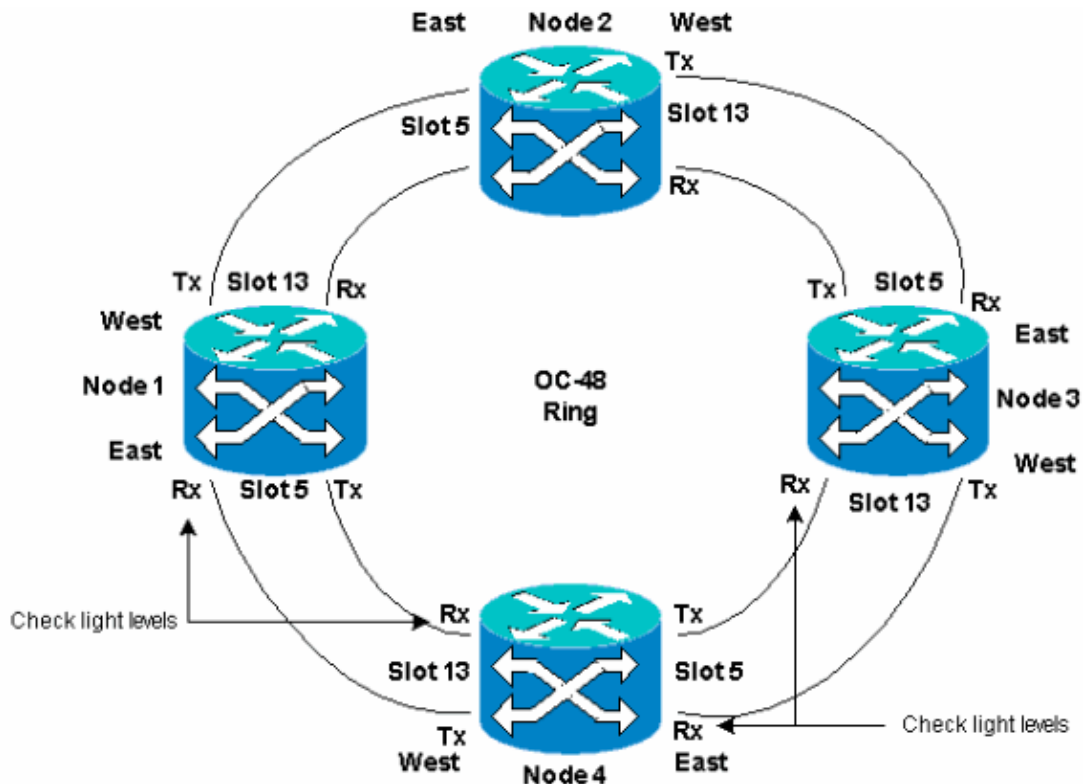 East Node 2 West
Tx
Slot 5 Slot 13
Rx
Tx Slot 13 Rx
Tx Slot 5 Rx
West
East
Node 1
OC-48
Ring
Node 3
East
West
Rx Slot 5 Tx
Rx Slot 13 Tx
Check light levels
Rx
Tx
Slot 13 Slot 5
Check light levels
Tx
Rx
West Node 4 East